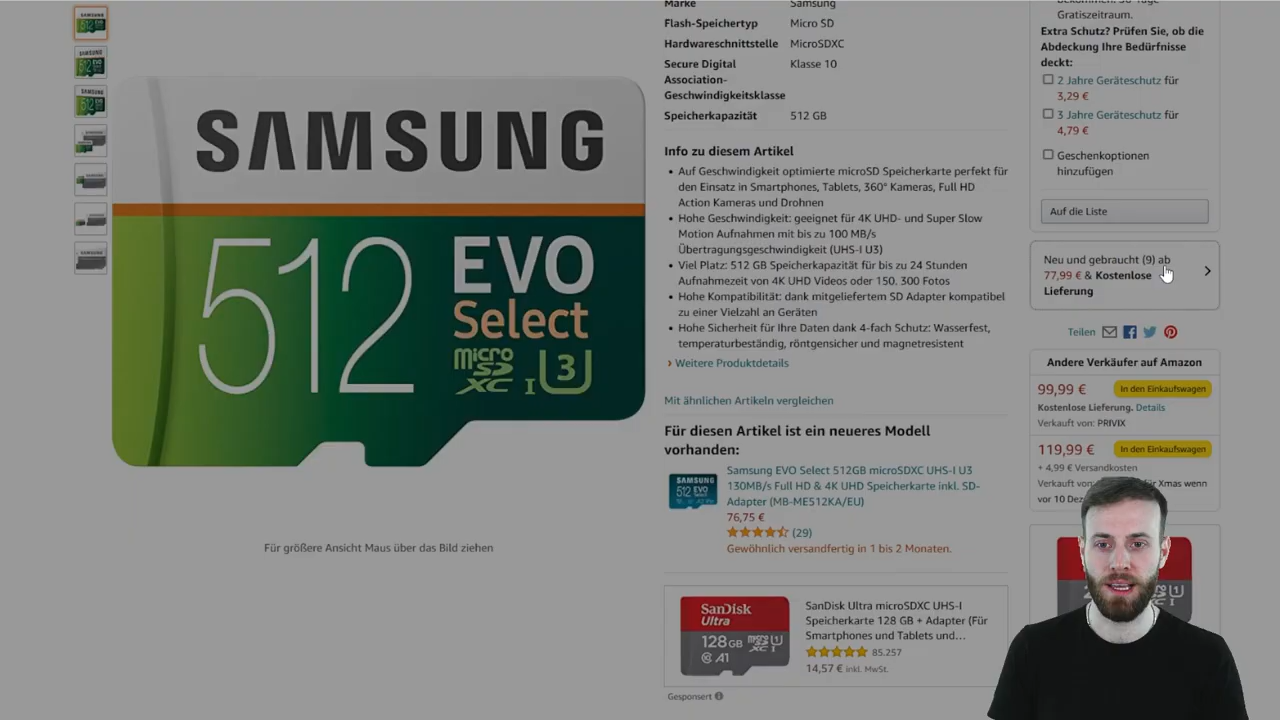 SAMSUNG
512
EVO
Select
micro
SD
XC I U3
Für größere Ansicht Maus über das Bild ziehen
Marke Samsung
Flash-Speichertyp Micro SD
Hardwareschnittstelle MicroSDXC
Secure Digital Klasse 10
Association-
Geschwindigkeitsklasse
Speicherkapazität 512 GB
Info zu diesem Artikel
• Auf Geschwindigkeit optimierte microSD Speicherkarte perfekt für
den Einsatz in Smartphones, Tablets, 360° Kameras, Full HD
Action Kameras und Drohnen
• Hohe Geschwindigkeit: geeignet für 4K UHD- und Super Slow
Motion Aufnahmen mit bis zu 100 MB/s
Übertragungsgeschwindigkeit (UHS-I U3)
• Viel Platz: 512 GB Speicherkapazität für bis zu 24 Stunden
Aufnahmezeit von 4K UHD Videos oder 150. 300 Fotos
• Hohe Kompatibilität: dank mitgeliefertem SD Adapter kompatibel
zu einer Vielzahl an Geräten
• Hohe Sicherheit für Ihre Daten dank 4-fach Schutz: Wasserfest,
temperaturbeständig, röntgensicher und magnetresistent
› Weitere Produktdetails
Mit ähnlichen Artikeln vergleichen
Für diesen Artikel ist ein neueres Modell
vorhanden:
SAMSUNG
512 EVO
Samsung EVO Select 512GB microSDXC UHS-I U3
130MB/s Full HD & 4K UHD Speicherkarte inkl. SD-
Adapter (MB-ME512KA/EU)
76,75 €
(29)
Gewöhnlich versandfertig in 1 bis 2 Monaten.
SanDisk
Ultra
128GB micro SD XC I U1
A1
SanDisk Ultra microSDXC UHS-I
Speicherkarte 128 GB + Adapter (Für
Smartphones und Tablets und...
85.257
14,57 € inkl. MwSt.
Gesponsert
Gratiszeitraum.
Extra Schutz? Prüfen Sie, ob die
Abdeckung Ihre Bedürfnisse
deckt:
2 Jahre Geräteschutz für
3,29 €
3 Jahre Geräteschutz für
4,79 €
Geschenkoptionen
hinzufügen
Auf die Liste
Neu und gebraucht (9) ab
77,99 € & Kostenlose
Lieferung
Teilen
Andere Verkäufer auf Amazon
99,99 € In den Einkaufswagen
Kostenlose Lieferung. Details
Verkauft von: PRIVIX
119,99 € In den Einkaufswagen
+ 4,99 € Versandkosten
Verkauft von: für Xmas wenn
vor 10 Dez